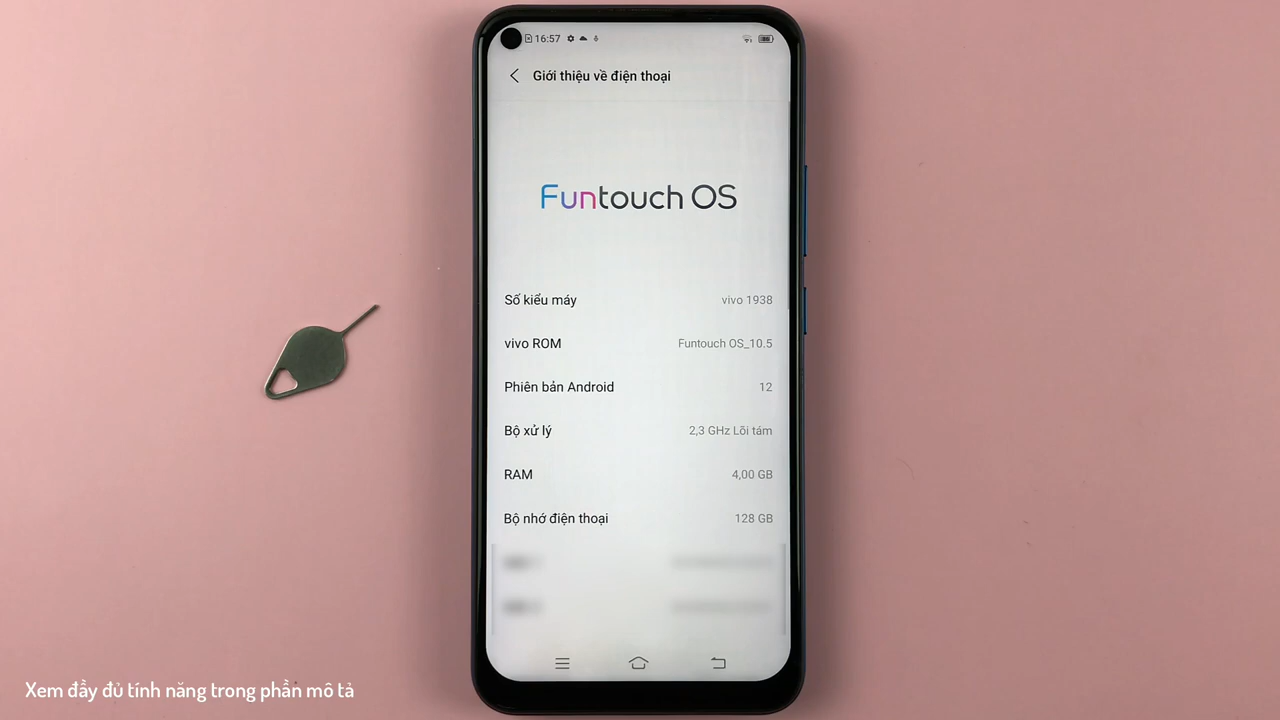 16:57
Giới thiệu về điện thoại
Funtouch OS
Số kiểu máy vivo 1938
vivo ROM Funtouch OS_10.5
Phiên bản Android 12
Bộ xử lý 2,3 GHz Lõi tám
RAM 4,00 GB
Bộ nhớ điện thoại 128 GB
Xem đầy đủ tính năng trong phần mô tả